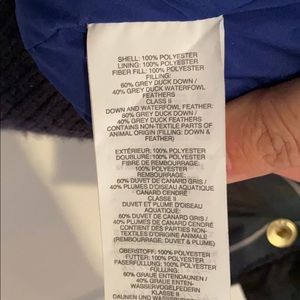 SHELL: 100% POLYESTER
LINING: 100% POLYESTER
FIBER FILL: 100% POLYESTER
FILLING:
60% GREY DUCK DOWN /
40% GREY DUCK WATERFOWL
FEATHERS
CLASS II
DOWN AND WATERFOWL FEATHER:
60% GREY DUCK DOWN /
40% GREY DUCK FEATHERS
CONTAINS NON-TEXTILE PARTS OF
ANIMAL ORIGIN (FILLING: DOWN &
FEATHER)
EXTÉRIEUR: 100% POLYESTER
DOUBLURE: 100% POLYESTER
FIBRE DE REMBOURRAGE:
100% POLYESTER
REMBOURRAGE:
60% DUVET DE CANARD GRIS /
40% PLUMES D'OISEAU AQUATIQUE
CANARD CENDRÉ
CLASSE II
DUVET ET PLUME D'OISEAU
AQUATIQUE:
60% DUVET DE CANARD GRIS /
40% PLUMES DE CANARD CENDRÉ
CONTIENT DES PARTIES NON-
TEXTILES D'ORIGINE ANIMALE
(REMBOURRAGE: DUVET & PLUME)
OBERSTOFF: 100% POLYESTER
FUTTER: 100% POLYESTER
FASERFÜLLUNG: 100% POLYESTER
FÜLLUNG:
60% GRAUE ENTENDAUNEN /
40% GRAUE ENTEN-
WASSERVOGELFEDERN
KLASSE II
DAUNEN UND WASSERVOGEL